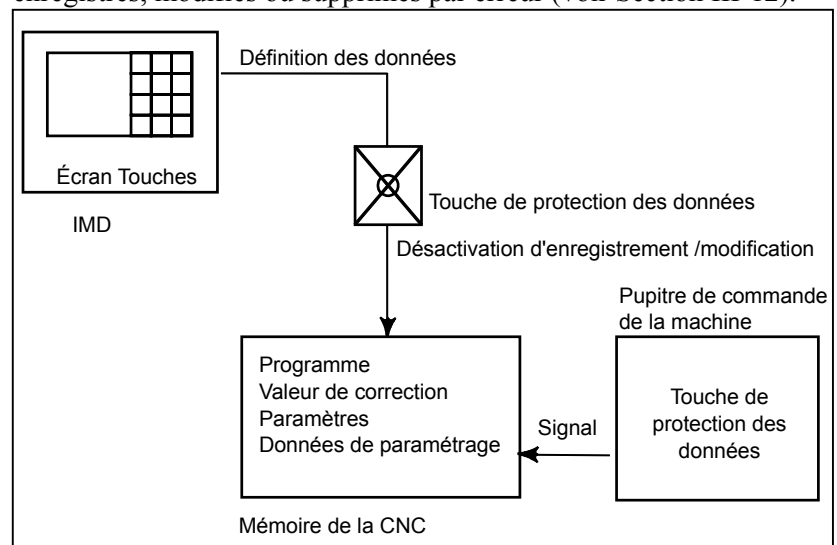 enregistrés, modifiés ou supprimés par erreur (voir Section III-12).
Définition des données
Écran Touches
IMD
Touche de protection des données
Désactivation d'enregistrement /modification
Pupitre de commande
de la machine
Programme
Valeur de correction
Paramètres
Données de paramétrage
Signal
Touche de
protection des
données
Mémoire de la CNC